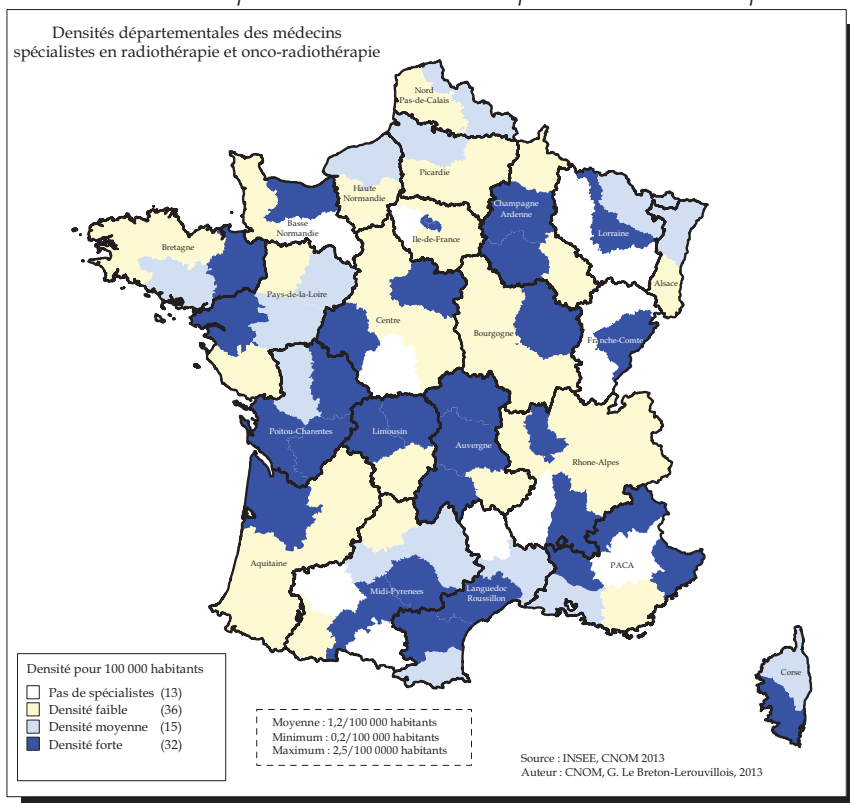 Densités départementales des médecins
spécialistes en radiothérapie et onco-radiothérapie
Nord
Pas-de-Calais
Picardie
Haute
Normandie
Basse
Normandie
Ile-de-France
Champagne
Ardenne
Lorraine
Alsace
Bretagne
Pays-de-la-Loire
Centre
Bourgogne
Franche-Comte
Poitou-Charentes
Limousin
Auvergne
Rhone-Alpes
Aquitaine
Midi-Pyrenees
Languedoc
Roussillon
PACA
Corse
Densité pour 100 000 habitants
Pas de spécialistes (13)
Densité faible (36)
Densité moyenne (15)
Densité forte (32)
Moyenne : 1,2/100 000 habitants
Minimum : 0,2/100 000 habitants
Maximum : 2,5/100 0000 habitants
Source : INSEE, CNOM 2013
Auteur : CNOM, G. Le Breton-Lerouvillois, 2013